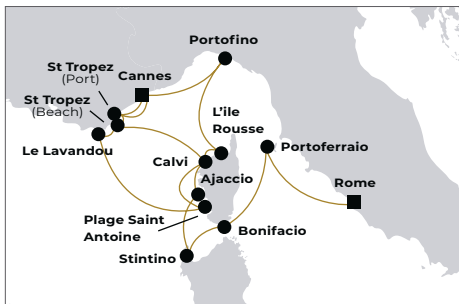 Portofino
St Tropez
(Port)
Cannes
St Tropez
(Beach)
L'ile
Rousse
Le Lavandou
Calvi
Portoferraio
Ajaccio
Rome
Plage Saint
Antoine
Bonifacio
Stintino